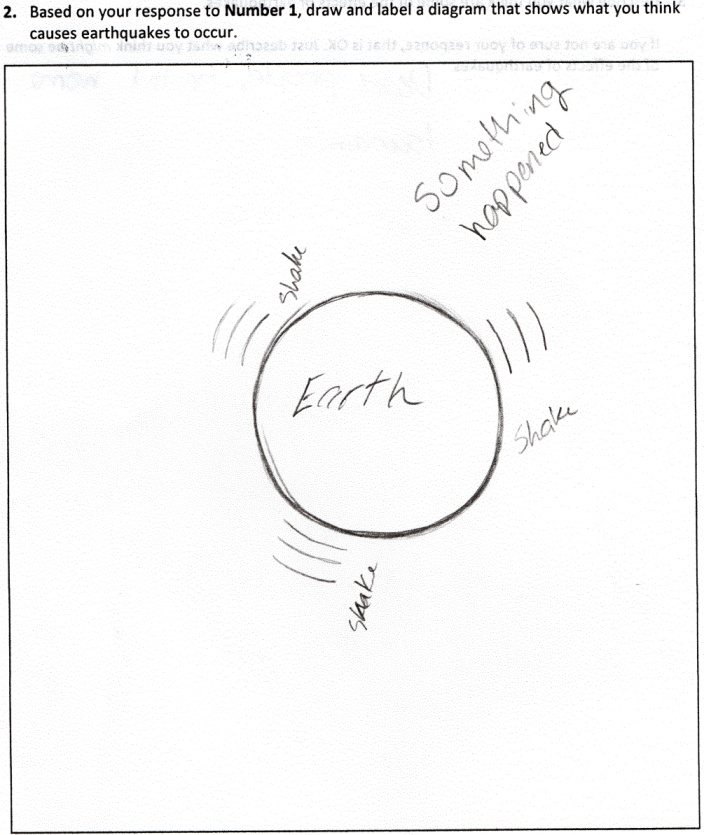 2. Based on your response to Number 1, draw and label a diagram that shows what you think
causes earthquakes to occur.
Something
happened
Shake
Earth
Shake
Shake